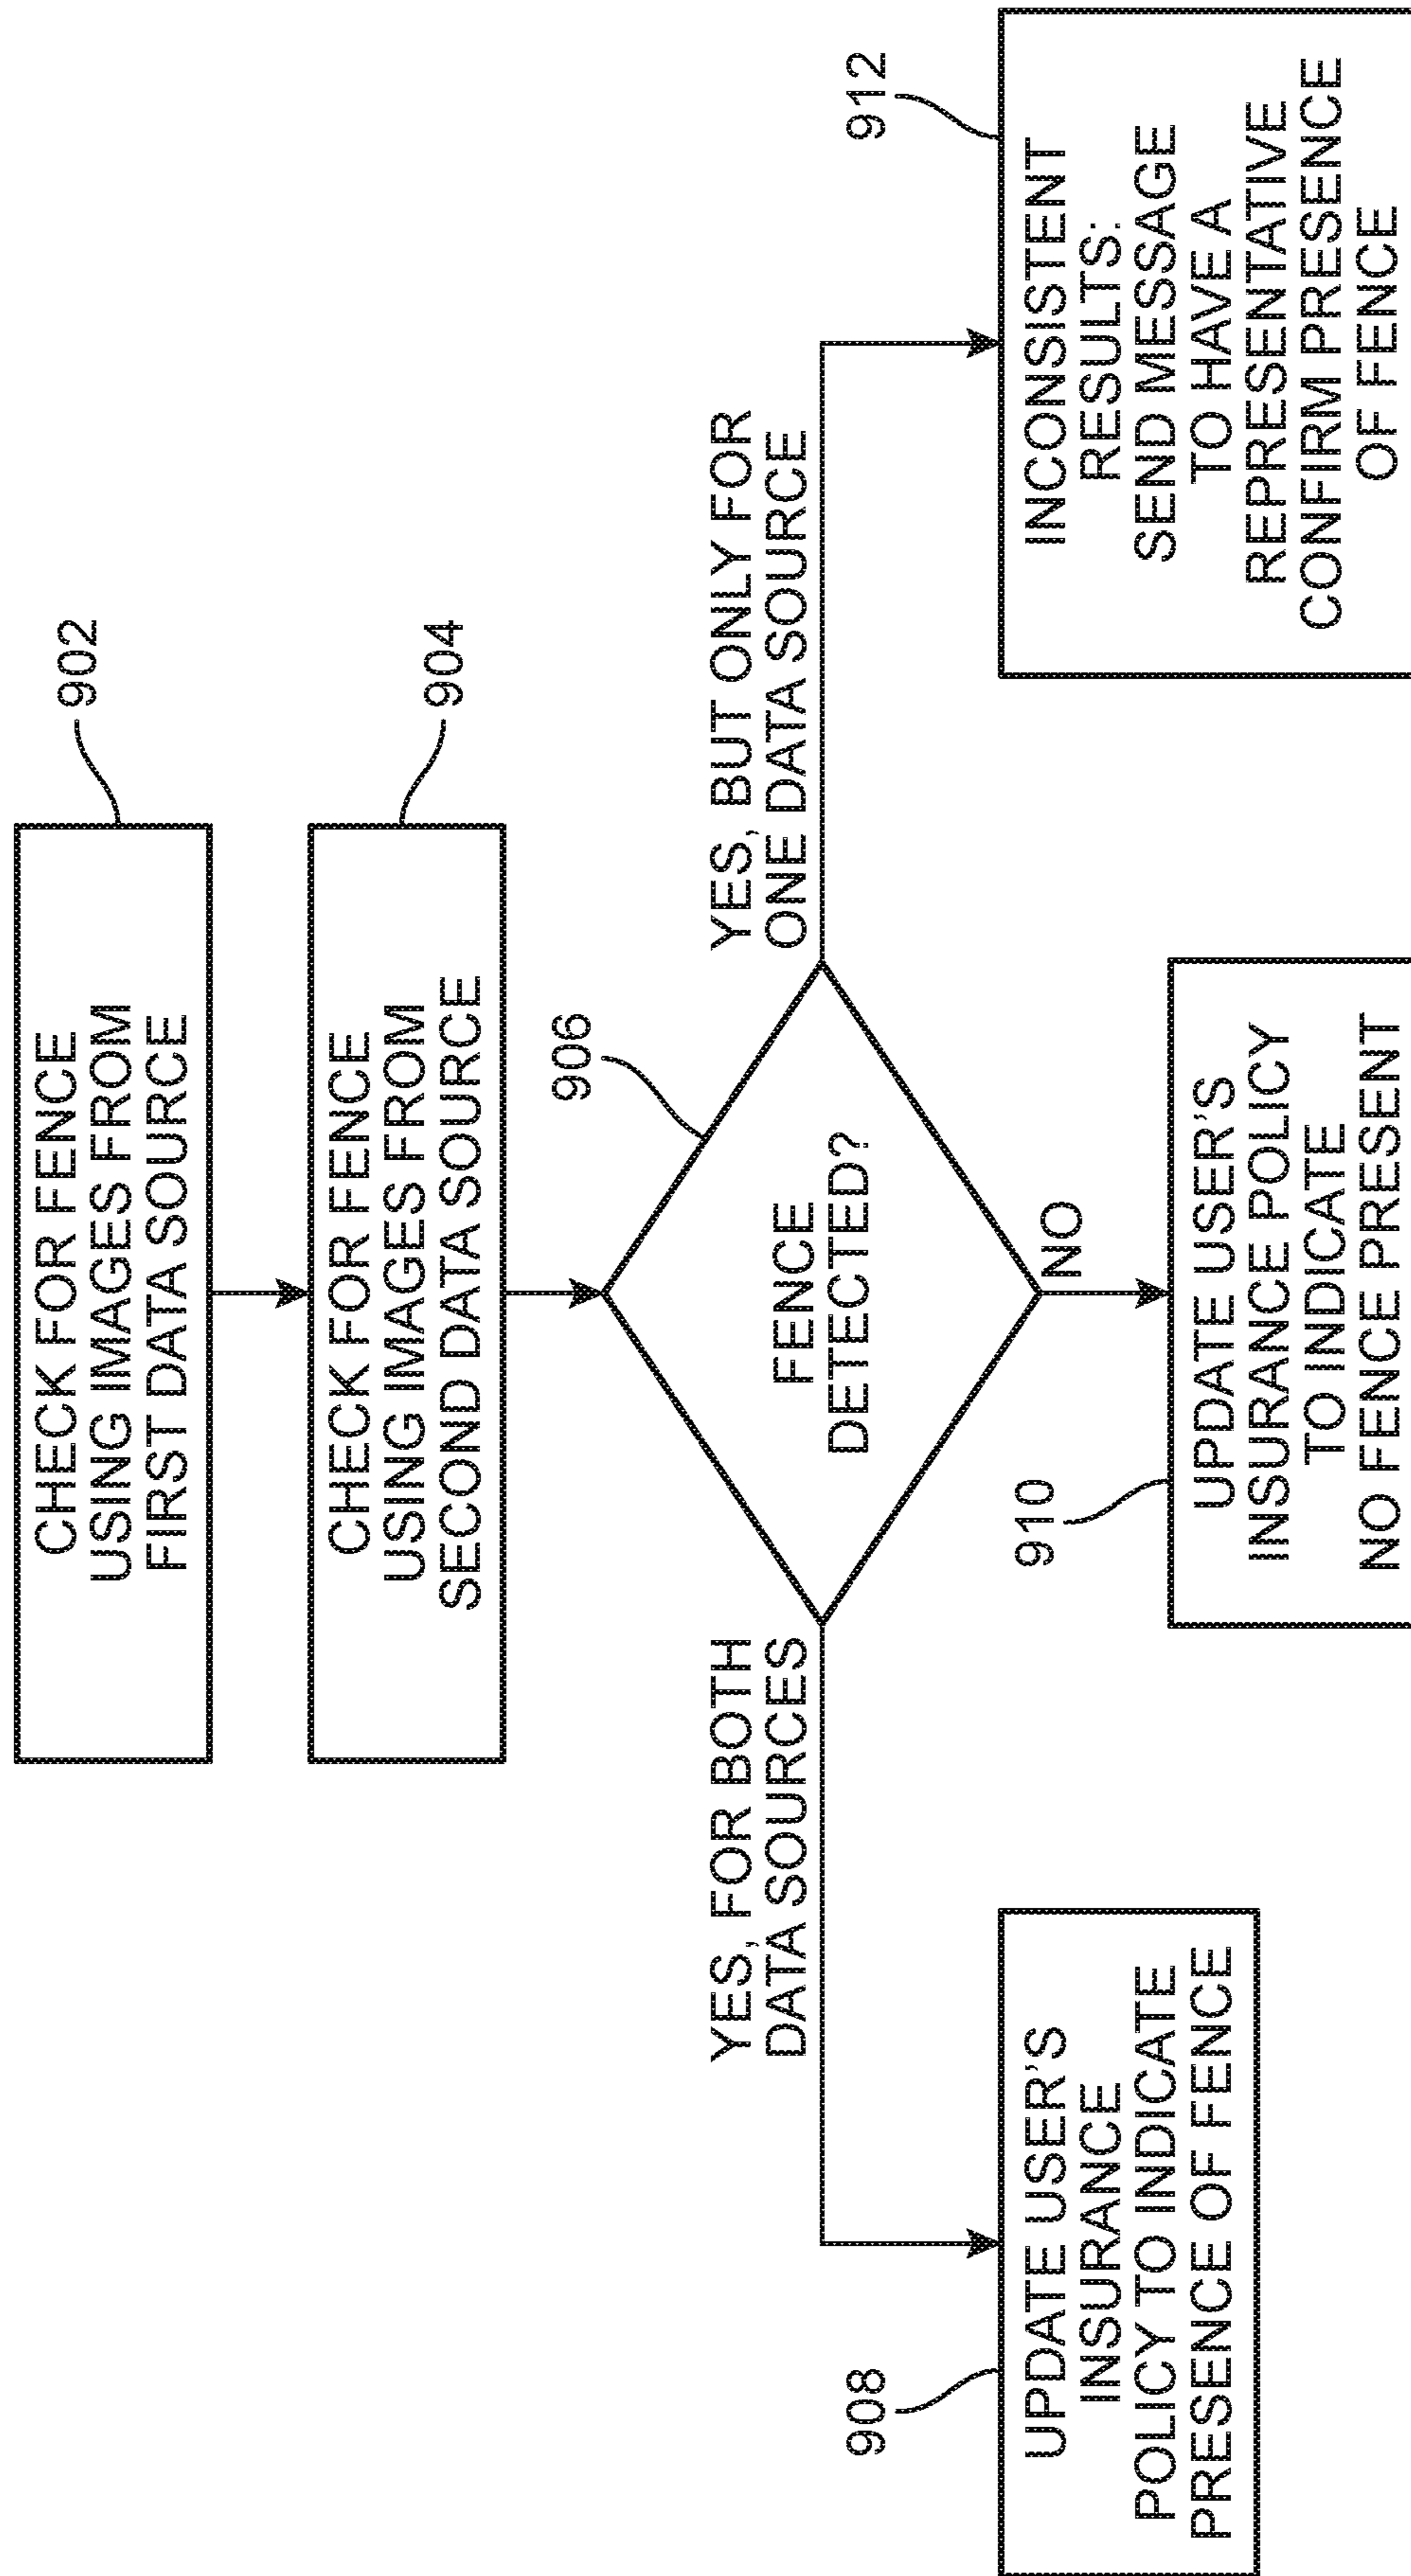 CHECK FOR FENCE
USING IMAGES FROM
FIRST DATA SOURCE
902
CHECK FOR FENCE
USING IMAGES FROM
SECOND DATA SOURCE
904
906
FENCE
DETECTED?
YES, FOR BOTH
DATA SOURCES
YES, BUT ONLY FOR
ONE DATA SOURCE
NO
908
UPDATE USER'S
INSURANCE
POLICY TO INDICATE
PRESENCE OF FENCE
910
UPDATE USER'S
INSURANCE POLICY
TO INDICATE
NO FENCE PRESENT
912
INCONSISTENT
RESULTS:
SEND MESSAGE
TO HAVE A
REPRESENTATIVE
CONFIRM PRESENCE
OF FENCE